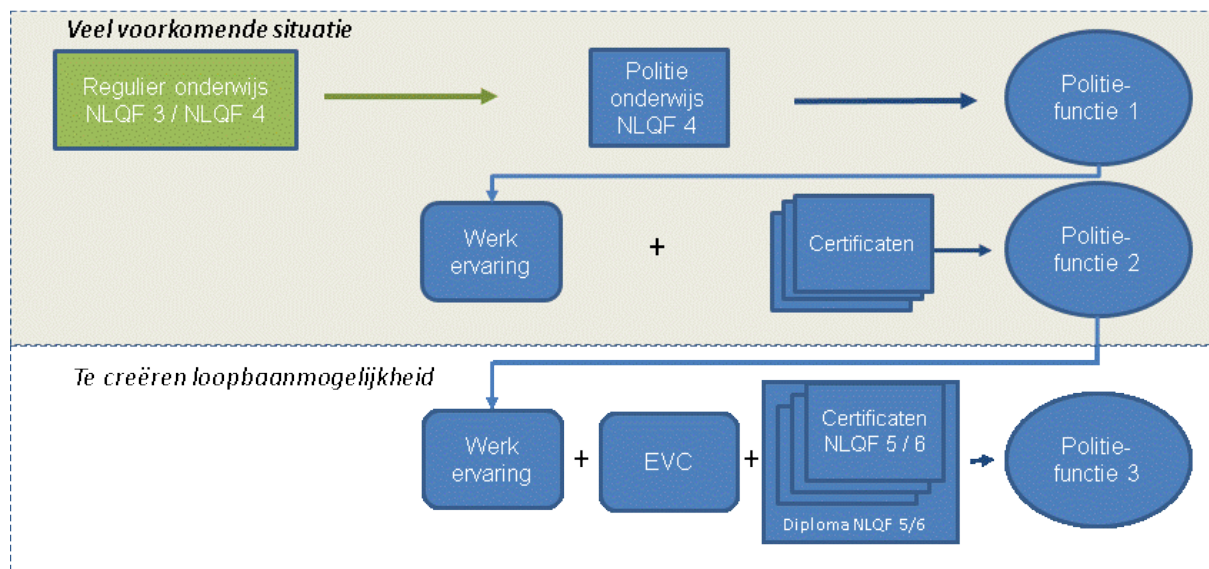 Veel voorkomende situatie
Regulier onderwijs
NLQF 3 / NLQF 4
Politie
onderwijs
NLQF 4
Politie-
functie 1
Werk
ervaring
+
Certificaten
Politie-
functie 2
Te creëren loopbaanmogelijkheid
Werk
ervaring
+
EVC
+
Certificaten
NLQF 5 / 6
Diploma NLQF 5/6
Politie-
functie 3